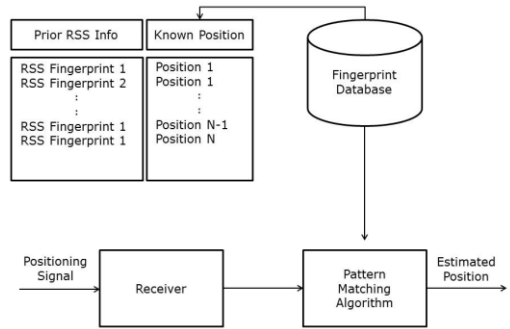 Prior RSS Info
Known Position
RSS Fingerprint 1
RSS Fingerprint 2
:
:
RSS Fingerprint 1
RSS Fingerprint 1
Position 1
Position 1
:
:
Position N-1
Position N
Fingerprint
Database
Positioning
Signal
Receiver
Pattern
Matching
Algorithm
Estimated
Position